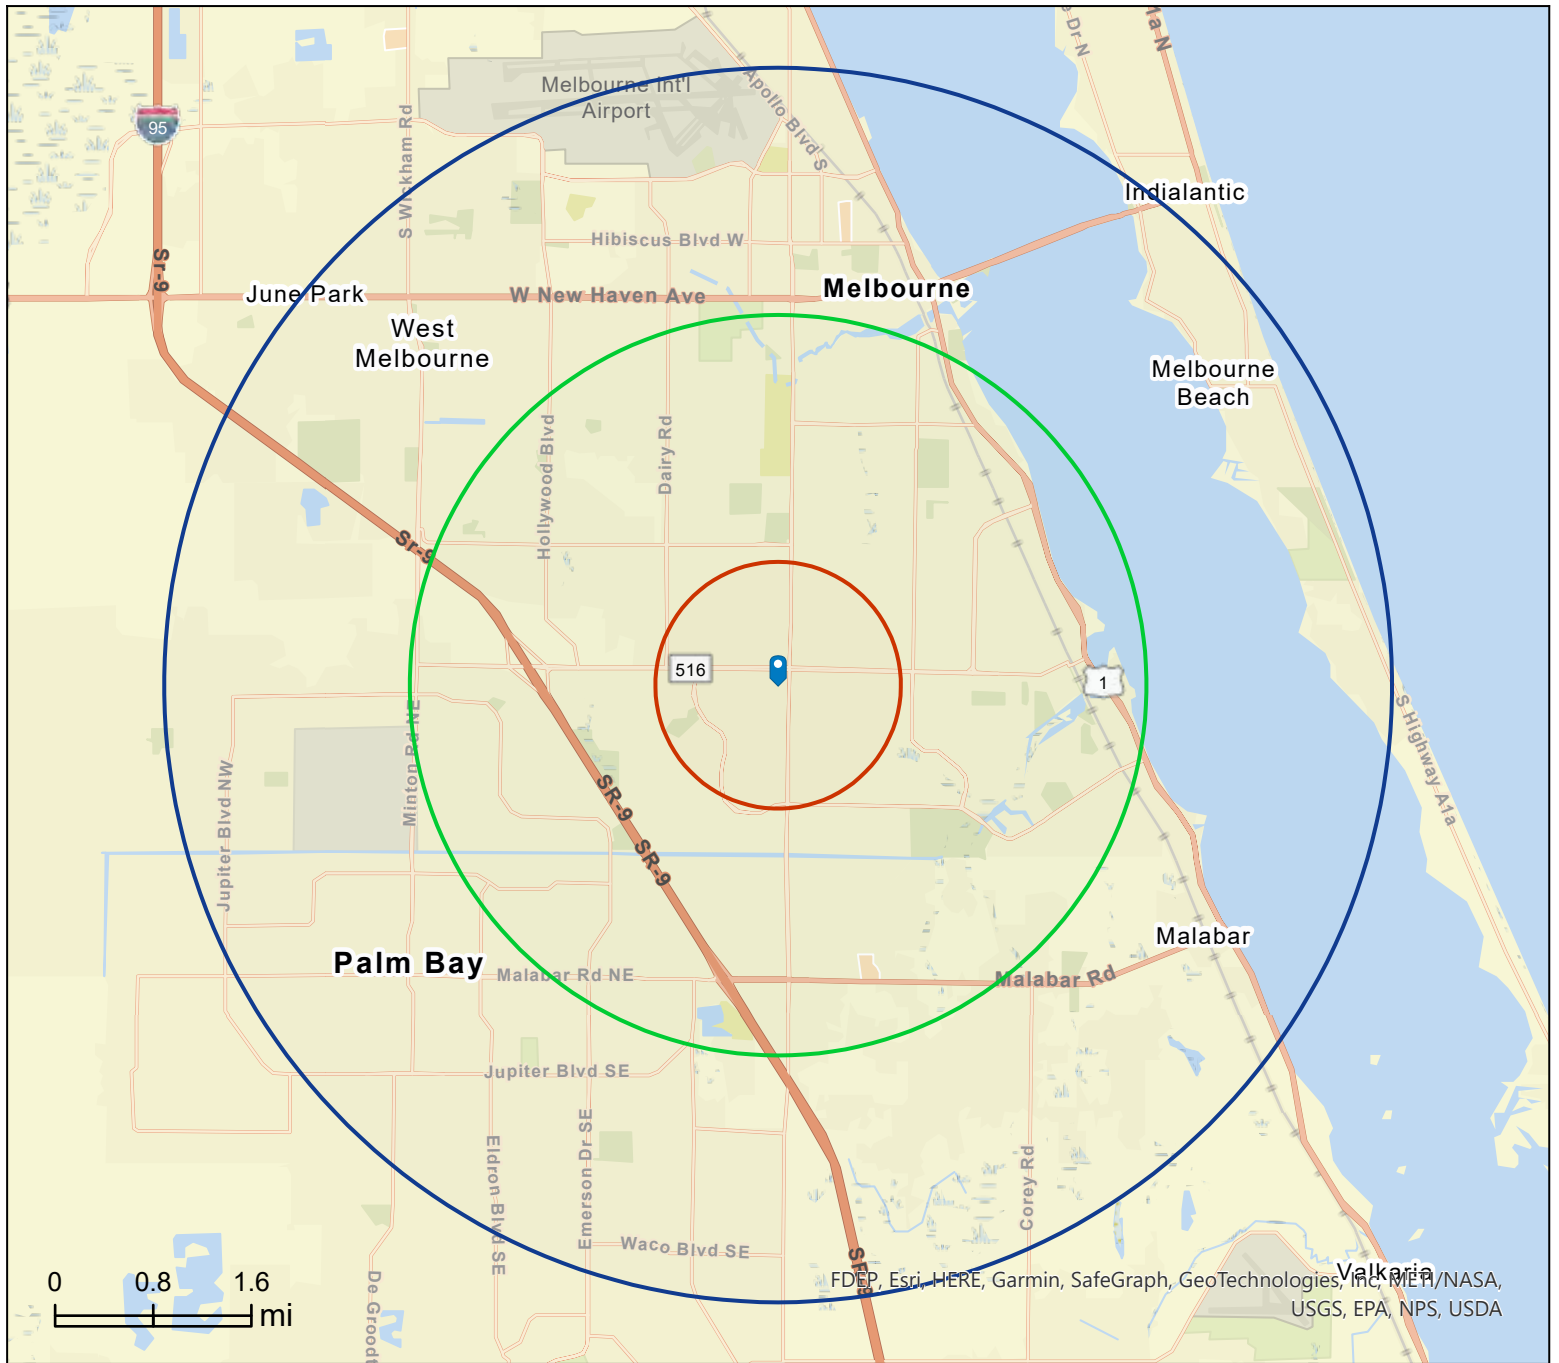 1a N
e Dr N
Melbourne Int'l
Airport
Apollo Blvd S
95
S Wickham Rd
Indialantic
Hibiscus Blvd W
Sr-9
June Park
W New Haven Ave
Melbourne
West
Melbourne
Melbourne
Beach
Hollywood Blvd
Dairy Rd
Sr-9
516
1
Minton Rd NE
S Highway A1a
Jupiter Blvd NW
SR-9
SR-9
Malabar
Palm Bay
Malabar Rd NE
Malabar Rd
Jupiter Blvd SE
Emerson Dr SE
Eldron Blvd SE
Corey Rd
Waco Blvd SE
De Groodt
Valkaria
0 0.8 1.6
mi
FDEP, Esri, HERE, Garmin, SafeGraph, GeoTechnologies, Inc, METI/NASA,
USGS, EPA, NPS, USDA